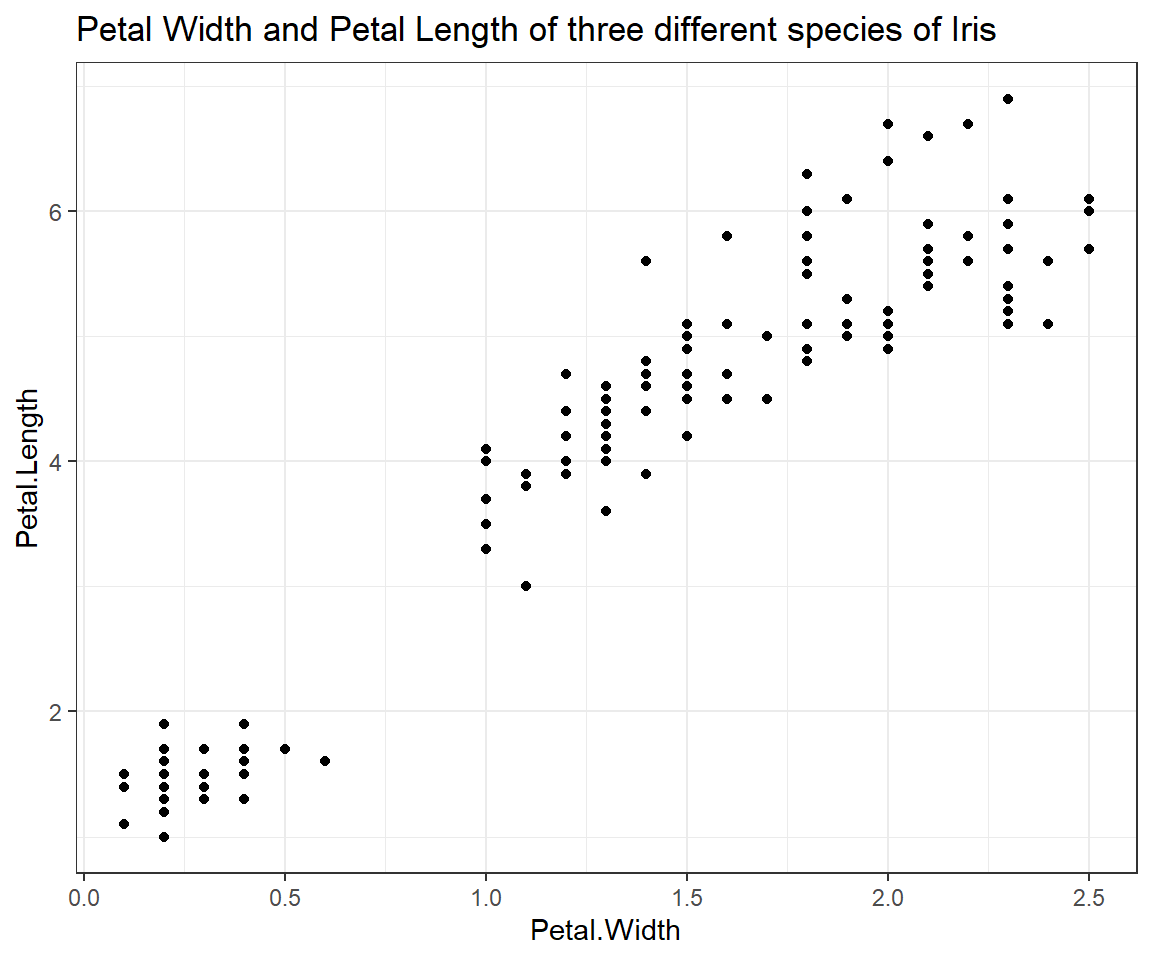 Petal Width and Petal Length of three different species of Iris
6
4
2
Petal.Length
0.0 0.5 1.0 1.5 2.0 2.5
Petal.Width